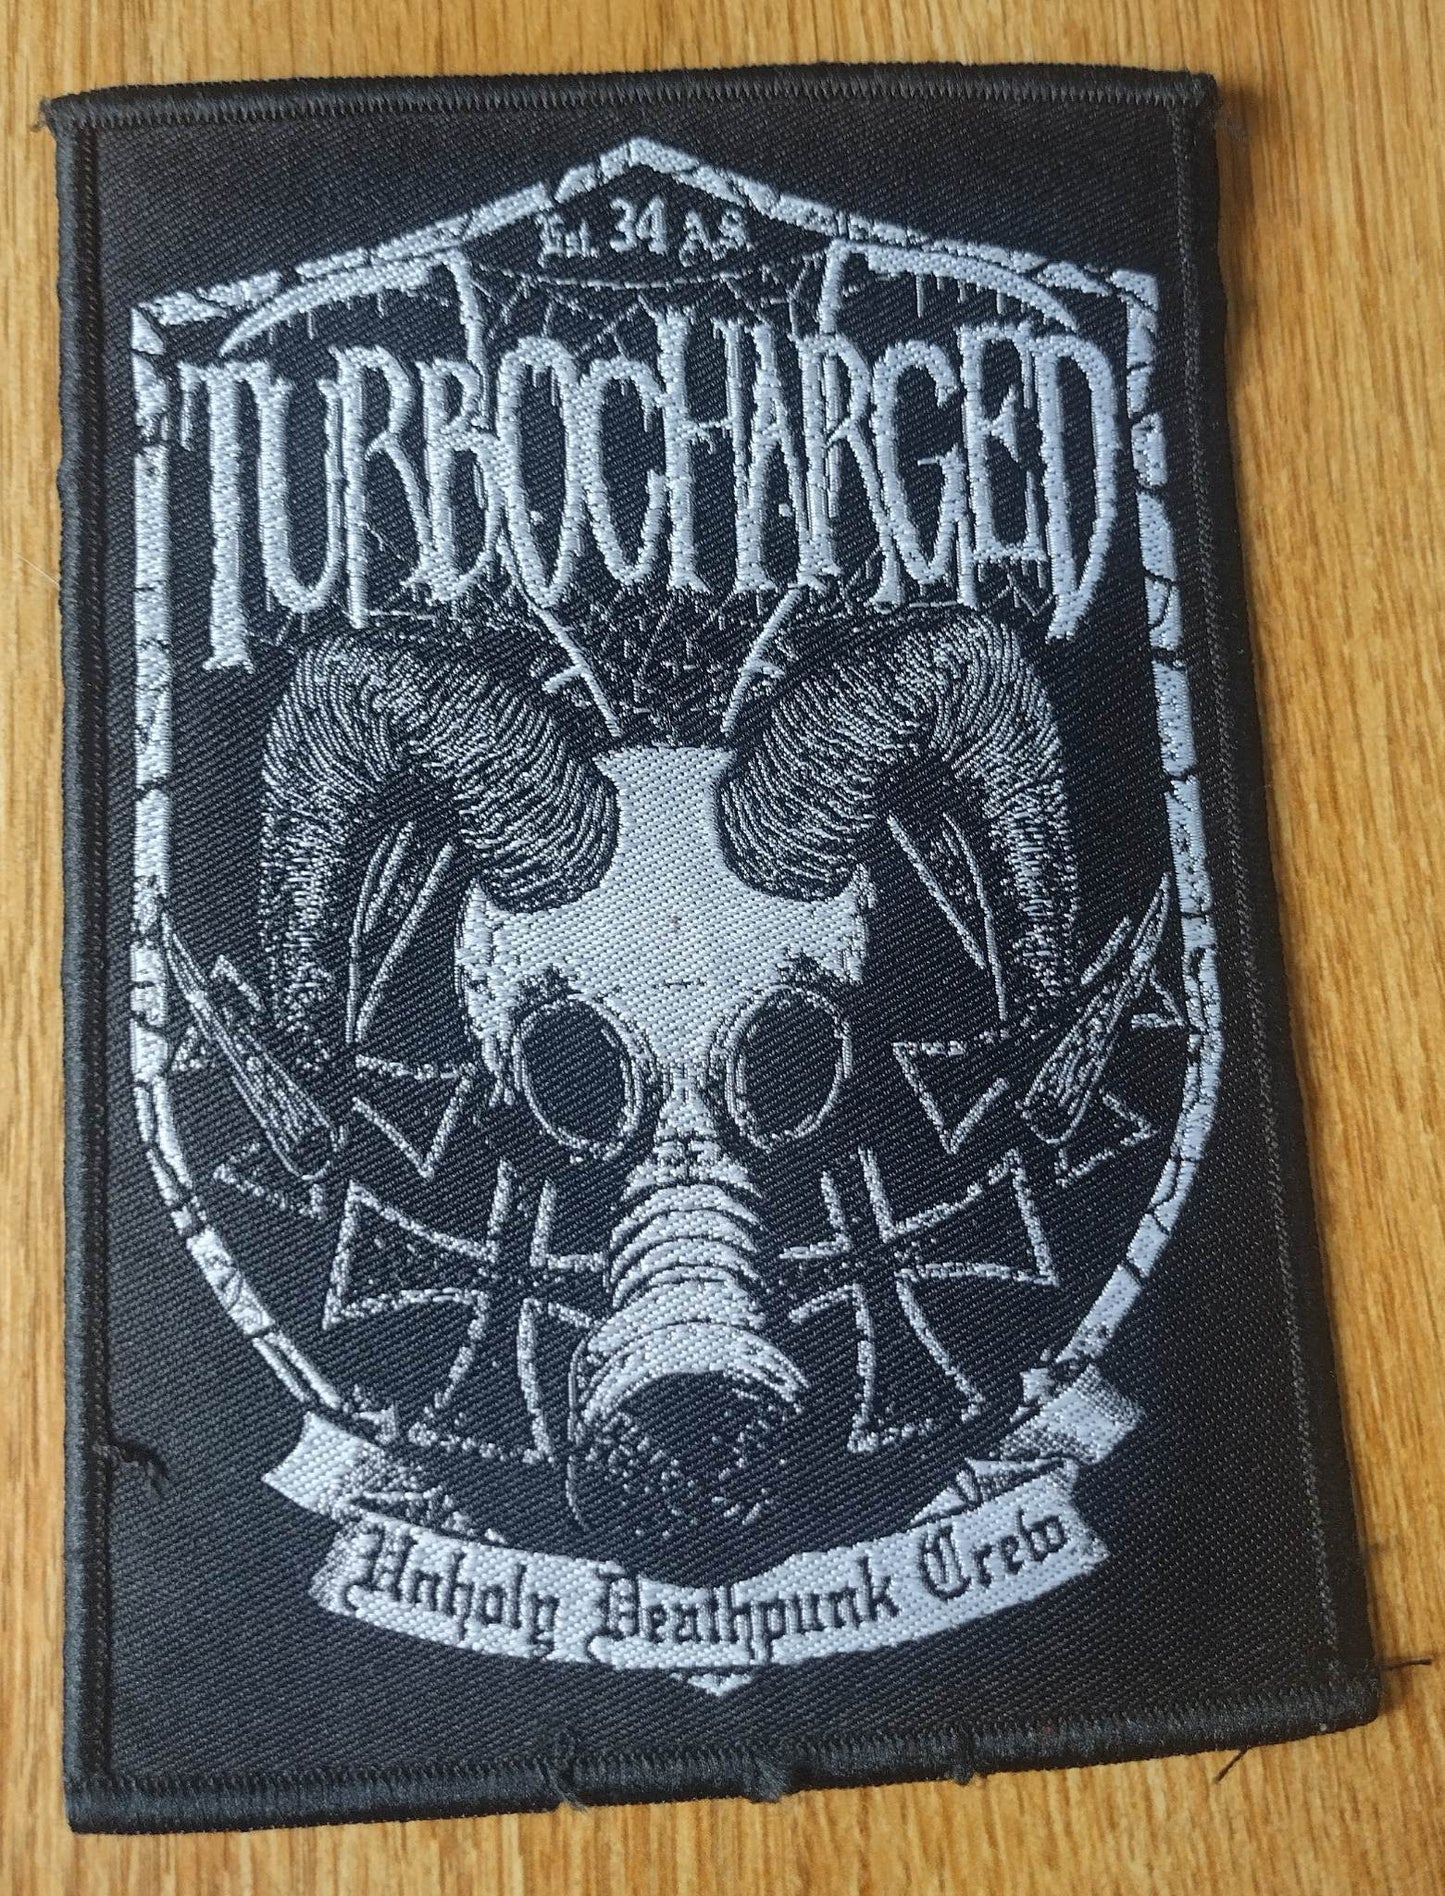 Est. 34 A.S.
TURBOCHARGED
Unholy Deathpunk Crew